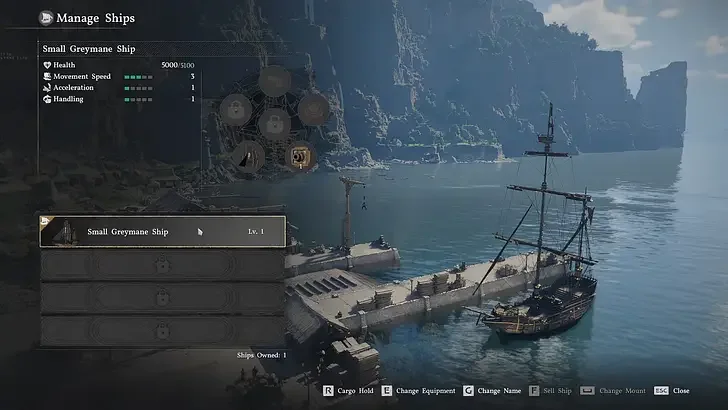 Manage Ships
Small Greymane Ship
Health 5000/5100
Movement Speed 3
Acceleration 1
Handling 1
1
Small Greymane Ship Lv. 1
Ships Owned: 1
R Cargo Hold E Change Equipment G Change Name F Sell Ship Change Mount ESC Close